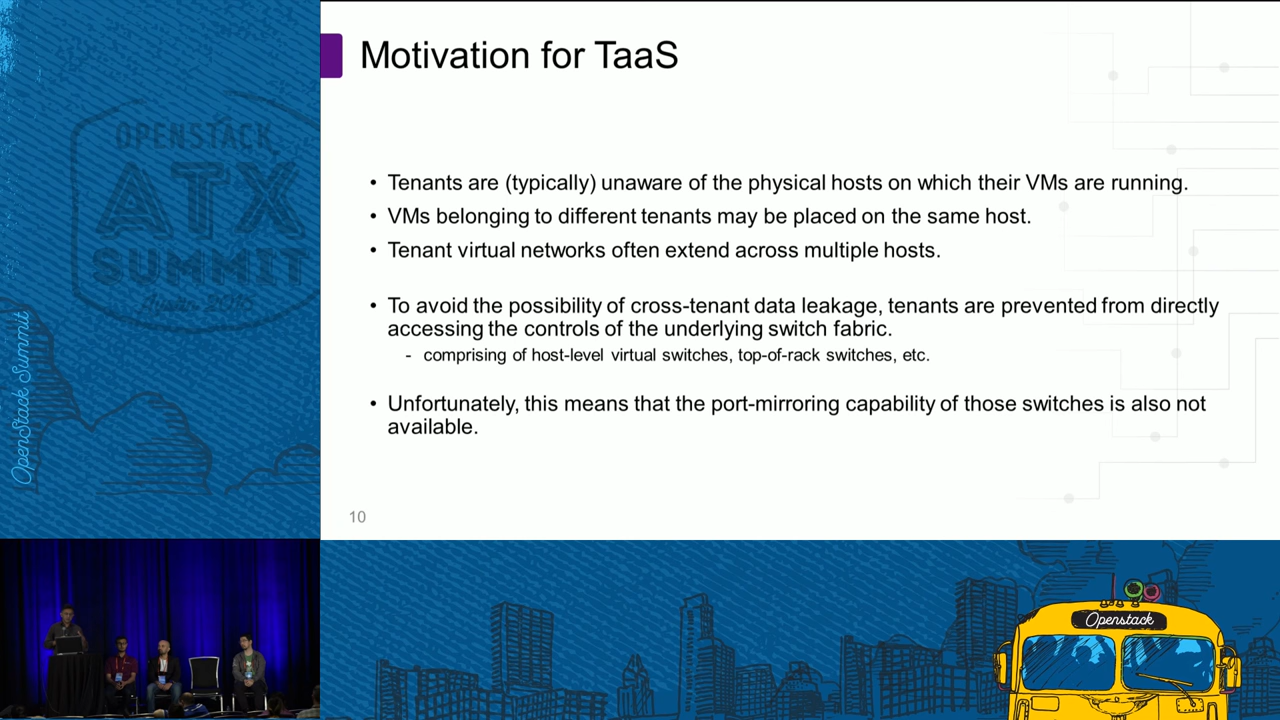 Motivation for TaaS
• Tenants are (typically) unaware of the physical hosts on which their VMs are running.
• VMs belonging to different tenants may be placed on the same host.
• Tenant virtual networks often extend across multiple hosts.
• To avoid the possibility of cross-tenant data leakage, tenants are prevented from directly
accessing the controls of the underlying switch fabric.
- comprising of host-level virtual switches, top-of-rack switches, etc.
• Unfortunately, this means that the port-mirroring capability of those switches is also not
available.
10
OPENSTACK
ATX
SUMMIT
OpenStack Summit
Openstack